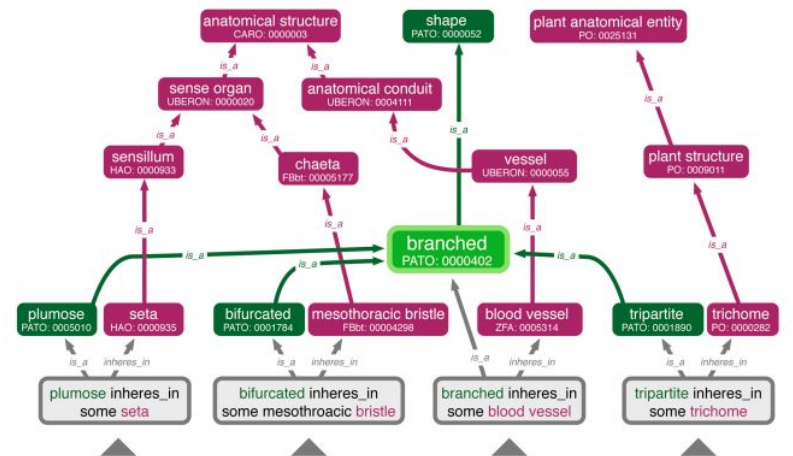 anatomical structure
CARO: 0000003
shape
PATO: 0000052
plant anatomical entity
PO: 0025131
is_a
is_a
sense organ
UBERON: 0000020
anatomical conduit
UBERON: 0004111
is_a
is_a
is_a
is_a
is_a
sensillum
HAO: 0000933
chaeta
FBbt: 00005177
vessel
UBERON: 0000055
plant structure
PO: 0009011
is_a
is_a
is_a
is_a
branched
PATO: 0000402
is_a
is_a
is_a
plumose
PATO: 0005010
seta
HAO: 0000935
bifurcated
PATO: 0001784
mesothoracic bristle
FBbt: 00004298
blood vessel
ZFA: 0005314
tripartite
PATO: 0001890
trichome
PO: 0000282
is_a
inheres_in
is_a
inheres_in
is_a
inheres_in
is_a
inheres_in
plumose inheres_in
some seta
bifurcated inheres_in
some mesothroacic bristle
branched inheres_in
some blood vessel
tripartite inheres_in
some trichome